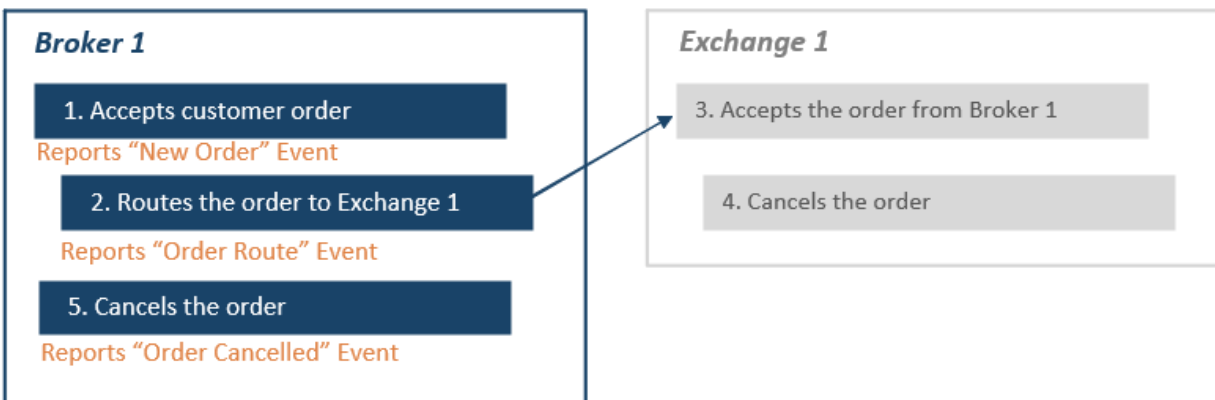 Broker 1
1. Accepts customer order
Reports “New Order” Event
2. Routes the order to Exchange 1
Reports “Order Route” Event
5. Cancels the order
Reports “Order Cancelled” Event
Exchange 1
3. Accepts the order from Broker 1
4. Cancels the order